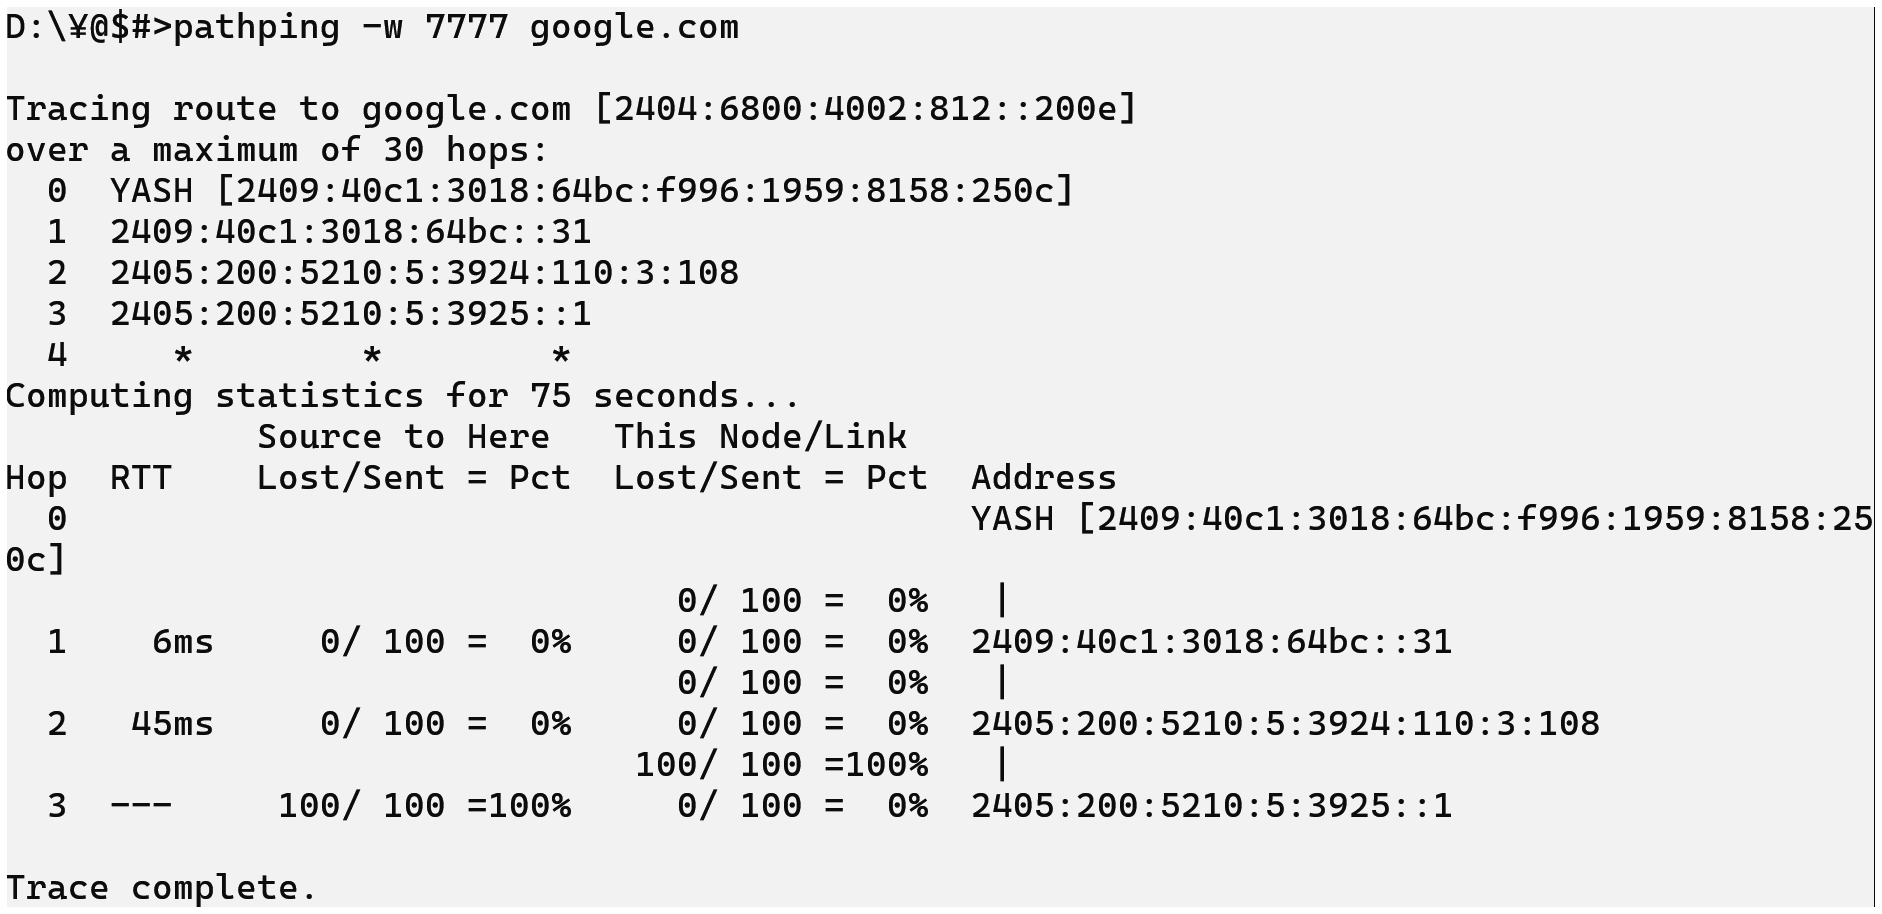 D:\¥@$#>pathping -w 7777 google.com

Tracing route to google.com [2404:6800:4002:812::200e]
over a maximum of 30 hops:
  0  YASH [2409:40c1:3018:64bc:f996:1959:8158:250c]
  1  2409:40c1:3018:64bc::31
  2  2405:200:5210:5:3924:110:3:108
  3  2405:200:5210:5:3925::1
  4     *        *        *
Computing statistics for 75 seconds...
            Source to Here   This Node/Link
Hop  RTT    Lost/Sent = Pct  Lost/Sent = Pct  Address
  0                                           YASH [2409:40c1:3018:64bc:f996:1959:8158:25
0c]
                                0/ 100 =  0%   |
  1    6ms     0/ 100 =  0%     0/ 100 =  0%  2409:40c1:3018:64bc::31
                                0/ 100 =  0%   |
  2   45ms     0/ 100 =  0%     0/ 100 =  0%  2405:200:5210:5:3924:110:3:108
                              100/ 100 =100%   |
  3  ---     100/ 100 =100%     0/ 100 =  0%  2405:200:5210:5:3925::1

Trace complete.